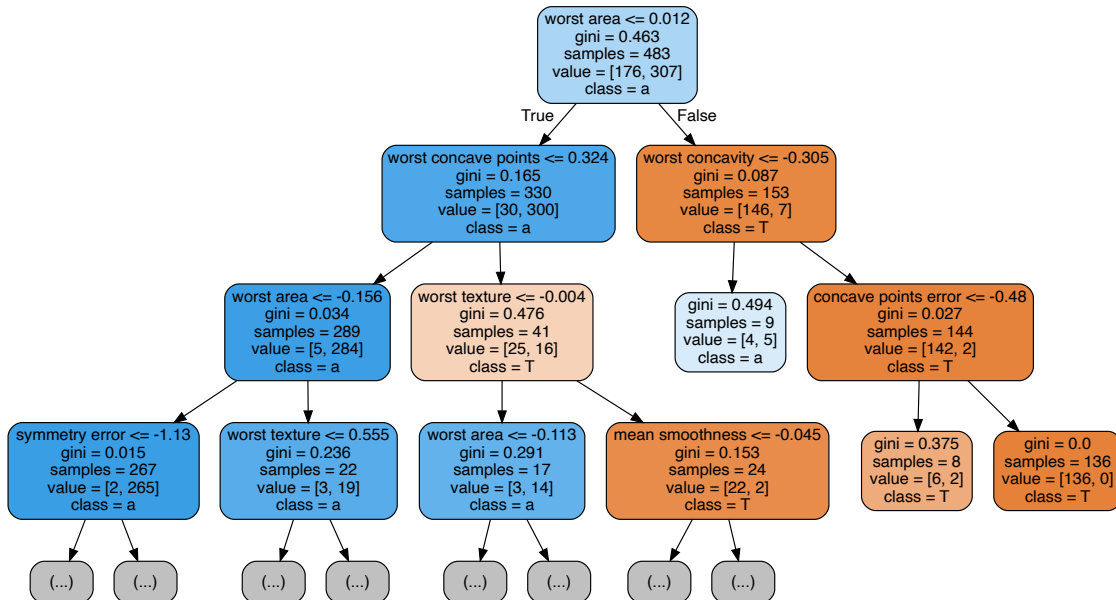 worst area <= 0.012
gini = 0.463
samples = 483
value = [176, 307]
class = a
True
False
worst concave points <= 0.324
gini = 0.165
samples = 330
value = [30, 300]
class = a
worst concavity <= -0.305
gini = 0.087
samples = 153
value = [146, 7]
class = T
worst area <= -0.156
gini = 0.034
samples = 289
value = [5, 284]
class = a
worst texture <= -0.004
gini = 0.476
samples = 41
value = [25, 16]
class = T
gini = 0.494
samples = 9
value = [4, 5]
class = a
concave points error <= -0.48
gini = 0.027
samples = 144
value = [142, 2]
class = T
symmetry error <= -1.13
gini = 0.015
samples = 267
value = [2, 265]
class = a
worst texture <= 0.555
gini = 0.236
samples = 22
value = [3, 19]
class = a
worst area <= -0.113
gini = 0.291
samples = 17
value = [3, 14]
class = a
mean smoothness <= -0.045
gini = 0.153
samples = 24
value = [22, 2]
class = T
gini = 0.375
samples = 8
value = [6, 2]
class = T
gini = 0.0
samples = 136
value = [136, 0]
class = T
(...)
(...)
(...)
(...)
(...)
(...)
(...)
(...)